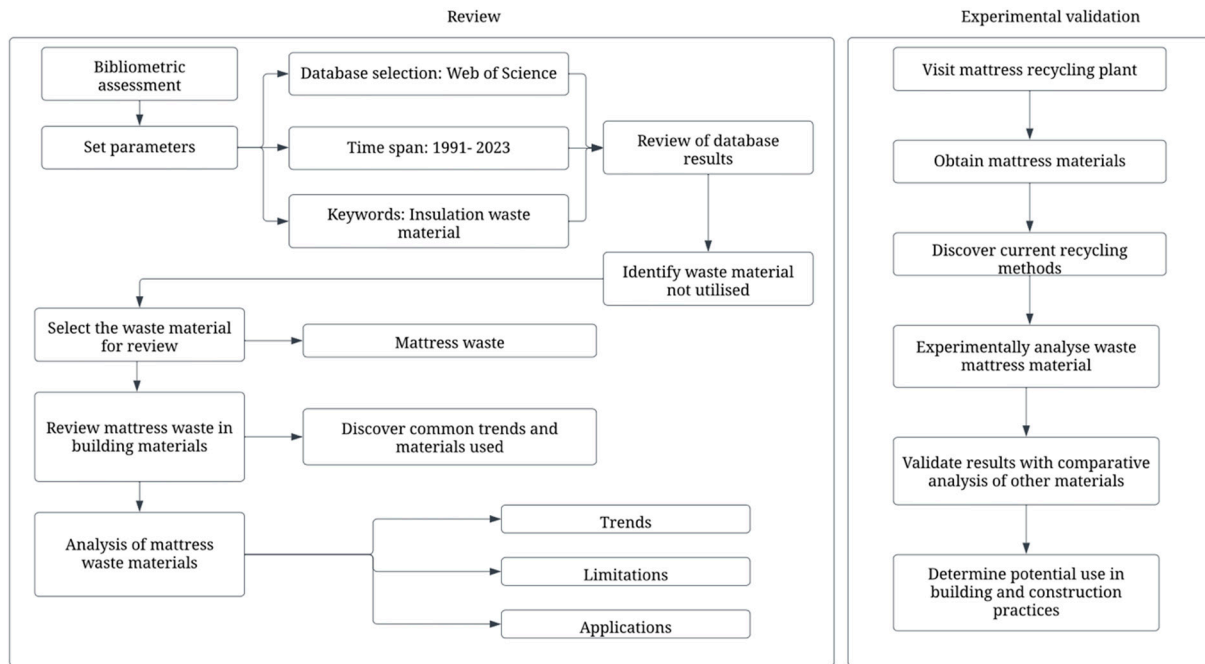 Review
Bibliometric
assessment
Set parameters
Database selection: Web of Science
Time span: 1991- 2023
Keywords: Insulation waste
material
Review of database
results
Identify waste material
not utilised
Select the waste material
for review
Mattress waste
Review mattress waste in
building materials
Discover common trends and
materials used
Analysis of mattress
waste materials
Trends
Limitations
Applications
Experimental validation
Visit mattress recycling plant
Obtain mattress materials
Discover current recycling
methods
Experimentally analyse waste
mattress material
Validate results with comparative
analysis of other materials
Determine potential use in
building and construction
practices